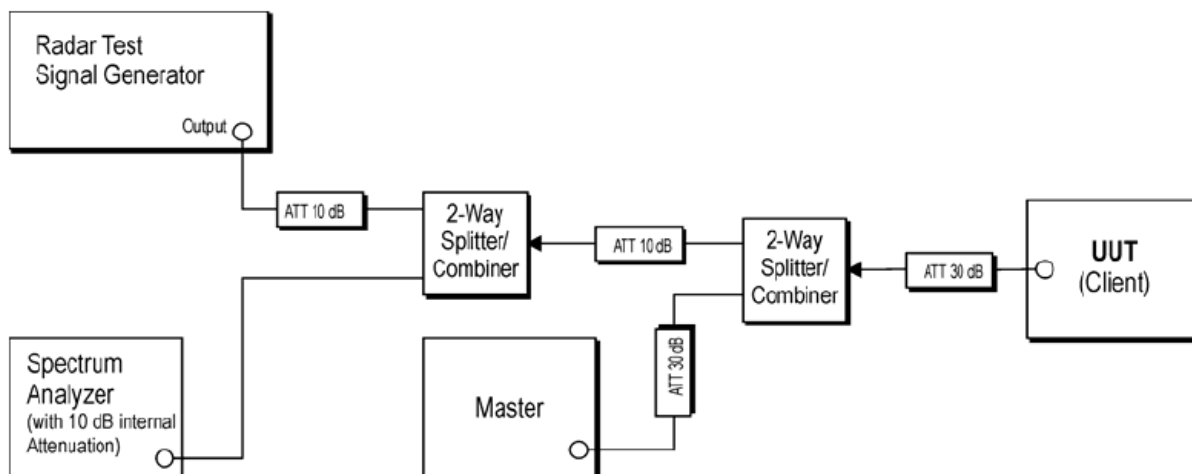 Radar Test
Signal Generator
Output
ATT 10 dB
2-Way
Splitter/
Combiner
ATT 10 dB
2-Way
Splitter/
Combiner
ATT 30 dB
UUT
(Client)
Spectrum
Analyzer
(with 10 dB internal
Attenuation)
Master
ATT 30 dB